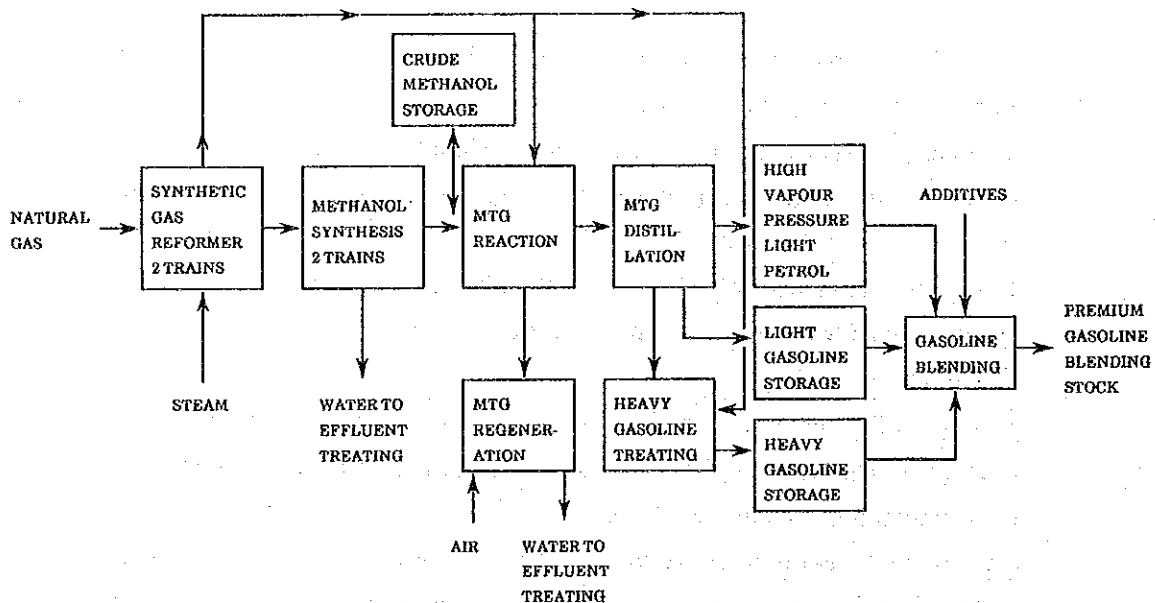 CRUDE
METHANOL
STORAGE
NATURAL
GAS
SYNTHETIC
GAS
REFORMER
2 TRAINS
METHANOL
SYNTHESIS
2 TRAINS
MTG
REACTION
MTG
DISTIL-
LATION
HIGH
VAPOUR
PRESSURE
LIGHT
PETROL
ADDITIVES
STEAM
WATER TO
EFFLUENT
TREATING
MTG
REGENER-
ATION
HEAVY
GASOLINE
TREATING
LIGHT
GASOLINE
STORAGE
GASOLINE
BLENDING
PREMIUM
GASOLINE
BLENDING
STOCK
HEAVY
GASOLINE
STORAGE
AIR
WATER TO
EFFLUENT
TREATING